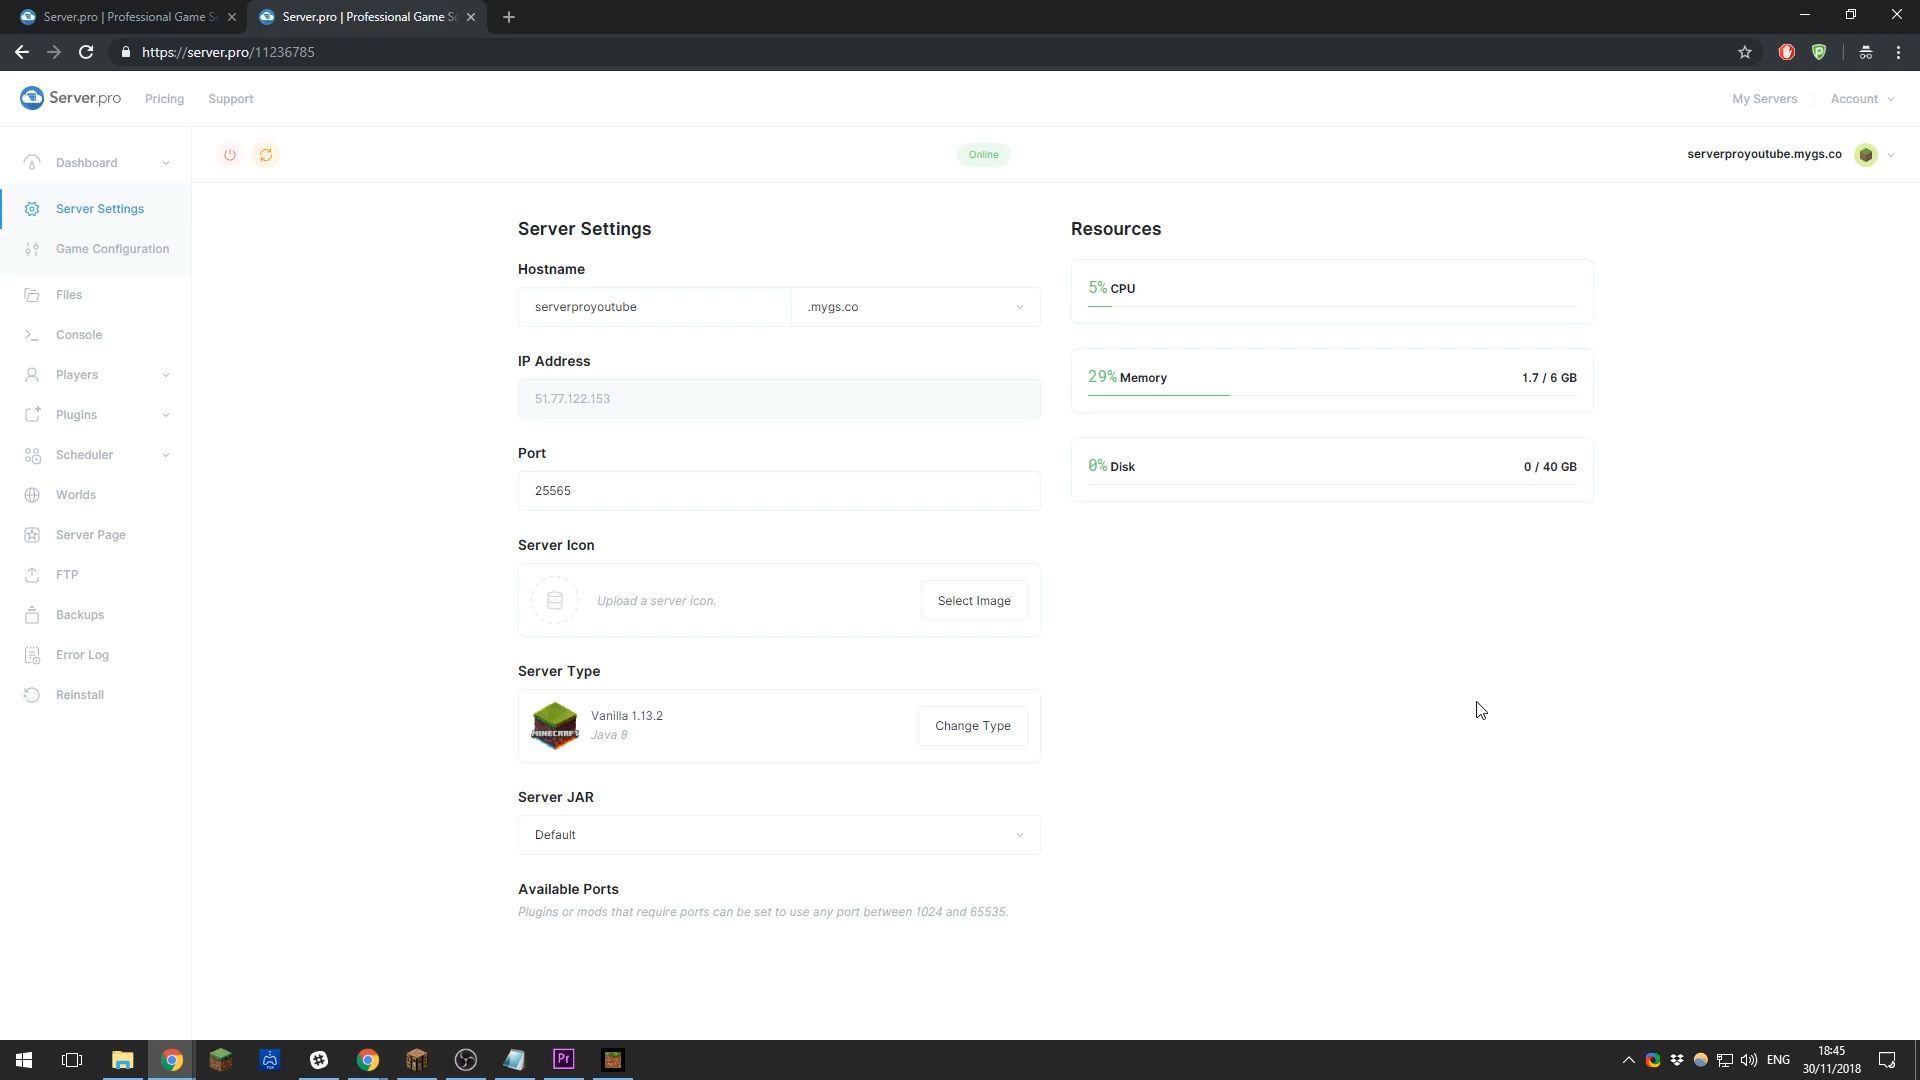 Server.pro | Professional Game S
Server.pro | Professional Game Se
https://server.pro/11236785
Server.pro
Pricing
Support
My Servers
Account
Dashboard
Online
serverproyoutube.mygs.co
Server Settings
Game Configuration
Files
Console
Players
Plugins
Scheduler
Worlds
Server Page
FTP
Backups
Error Log
Reinstall
Server Settings
Hostname
serverproyoutube
.mygs.co
IP Address
51.77.122.153
Port
25565
Server Icon
Upload a server icon.
Select Image
Server Type
MINECRAFT
Vanilla 1.13.2
Java 8
Change Type
Server JAR
Default
Available Ports
Plugins or mods that require ports can be set to use any port between 1024 and 65535.
Resources
5% CPU
29% Memory
1.7 / 6 GB
0% Disk
0 / 40 GB
Pr
ENG
18:45
30/11/2018